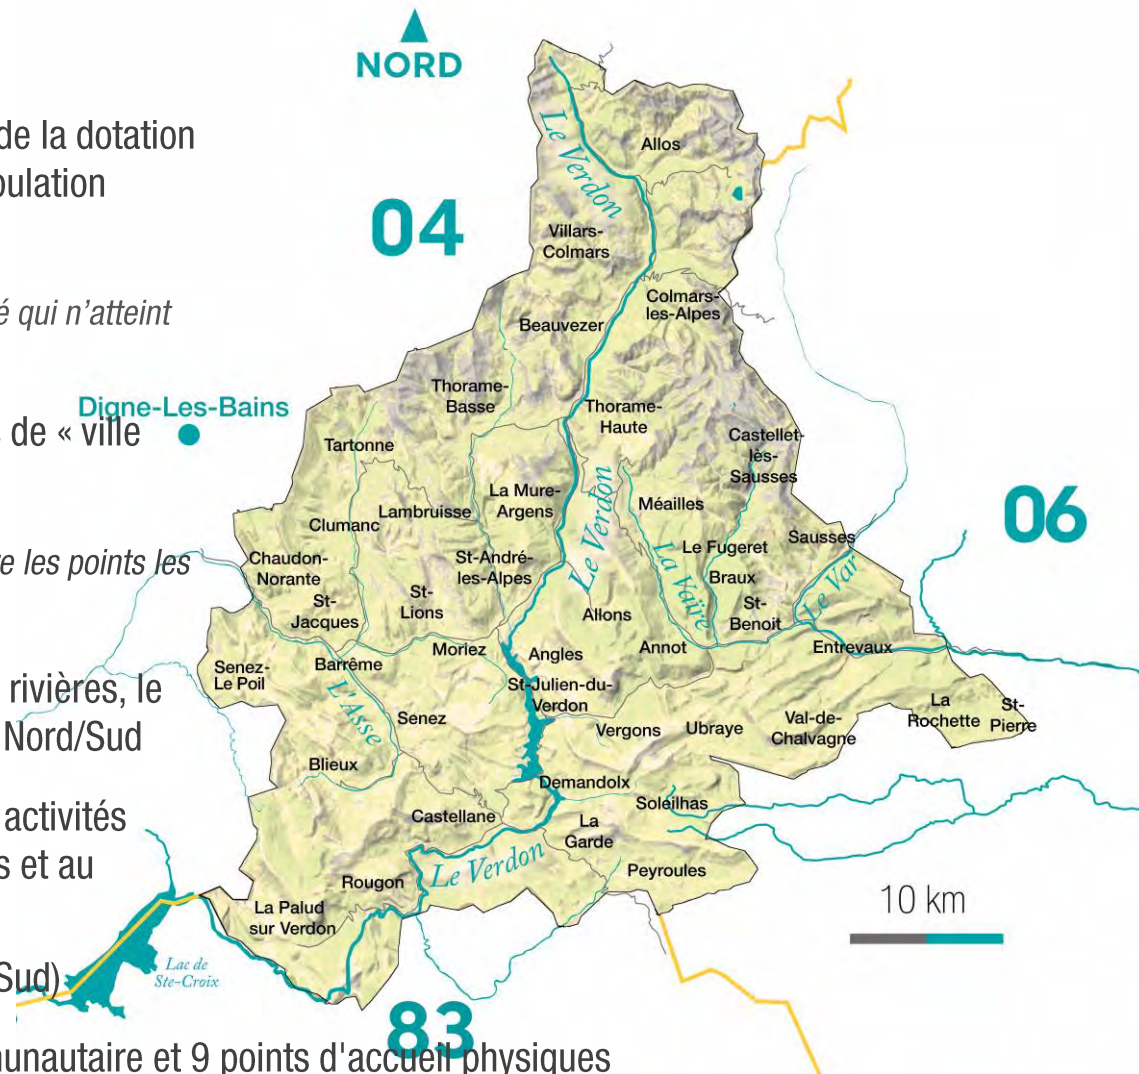 NORD
de la dotation
Allos
Le Verdon
pulation
04
Villars-
Colmars
Colmars-
les-Alpes
é qui n’atteint
Beauvezer
Thorame-
Basse
Digne-Les-Bains
Thorame-
Haute
de « ville
Tartonne
Castellet-
lès-
Sausses
La Mure-
Argens
Le Verdon
Méailles
06
Clumanc
Lambruisse
Sausses
e les points les
Chaudon-
Norante
St-André-
les-Alpes
La Vaïre
Le Fugeret
Braux
Le Var
St-
Jacques
St-
Lions
Allons
St-
Benoit
Moriez
Angles
Annot
Entrevaux
Senez-
Le Poil
Barrême
rivières, le
L'Asse
St-Julien-du-
Verdon
La
Rochette
St-
Pierre
Nord/Sud
Senez
Vergons
Ubraye
Val-de-
Chalvagne
Blieux
Demandolx
activités
Castellane
Soleilhas
La
Garde
s et au
Le Verdon
Rougon
Peyroules
La Palud
sur Verdon
10 km
Sud)
Lac de
Ste-Croix
83
unautaire et 9 points d'accueil physiques